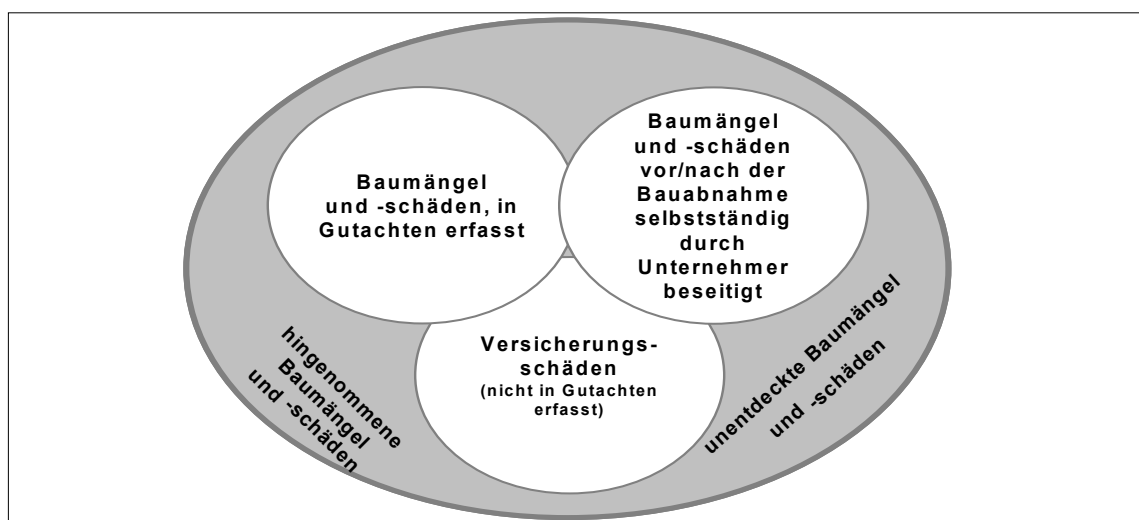 Baumängel
und -schäden, in
Gutachten erfasst
Baumängel
und -schäden
vor/nach der
Bauabnahme
selbstständig
durch
Unternehmer
beseitigt
Versicherungs-
schäden
(nicht in Gutachten
erfasst)
hingenommene
Baumängel
und -schäden
unentdeckte Baumängel
und -schäden